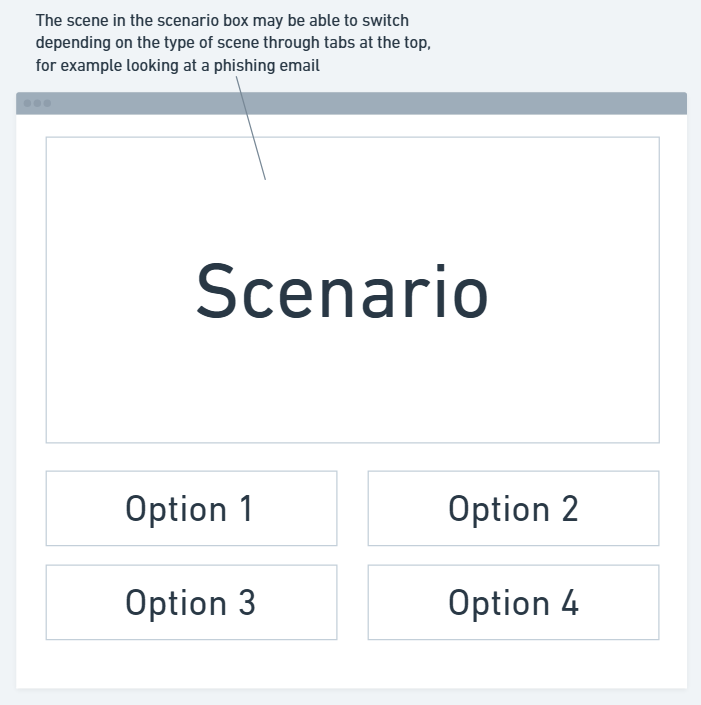 The scene in the scenario box may be able to switch
depending on the type of scene through tabs at the top,
for example looking at a phishing email
Scenario
Option 1
Option 2
Option 3
Option 4